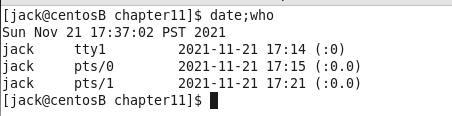 [jack@centosB chapter11]$ date;who
Sun Nov 21 17:37:02 PST 2021
jack     tty1         2021-11-21 17:14 (:0)
jack     pts/0        2021-11-21 17:15 (:0.0)
jack     pts/1        2021-11-21 17:21 (:0.0)
[jack@centosB chapter11]$